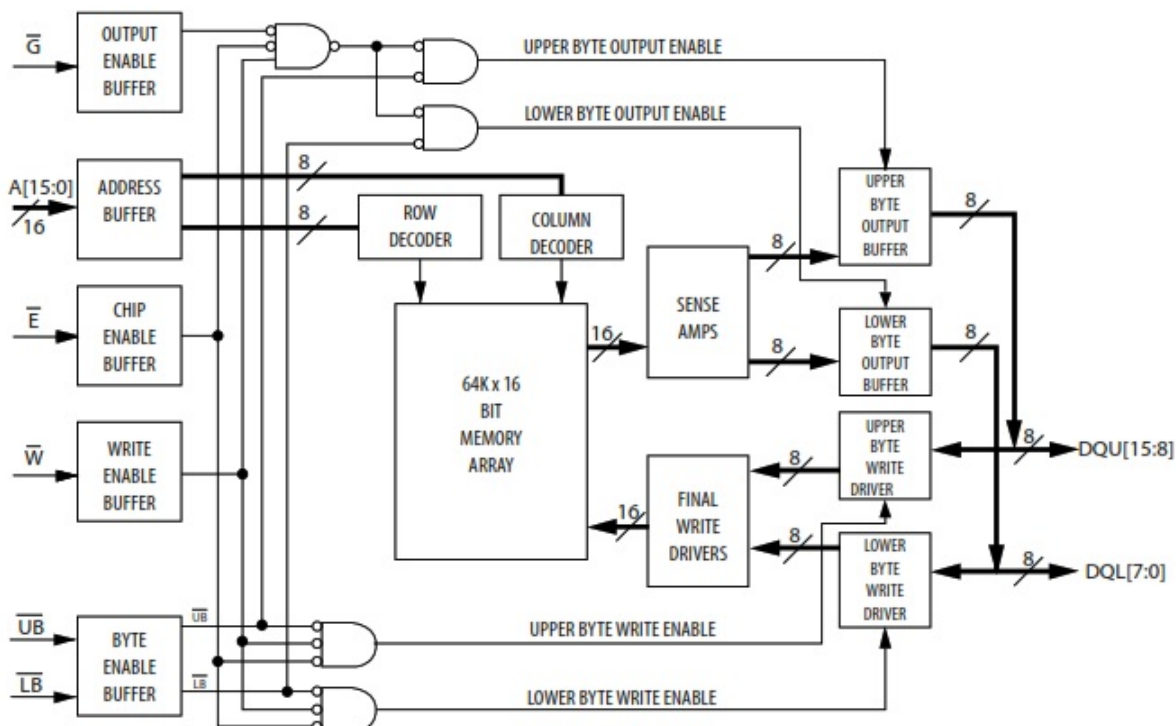 G̅
OUTPUT
ENABLE
BUFFER
UPPER BYTE OUTPUT ENABLE
LOWER BYTE OUTPUT ENABLE
A[15:0]
16
ADDRESS
BUFFER
8
8
ROW
DECODER
COLUMN
DECODER
UPPER
BYTE
OUTPUT
BUFFER
8
E̅
CHIP
ENABLE
BUFFER
64K x 16
BIT
MEMORY
ARRAY
16
SENSE
AMPS
8
8
LOWER
BYTE
OUTPUT
BUFFER
8
W̅
WRITE
ENABLE
BUFFER
16
FINAL
WRITE
DRIVERS
8
8
UPPER
BYTE
WRITE
DRIVER
8
DQU[15:8]
LOWER
BYTE
WRITE
DRIVER
8
DQL[7:0]
U̅B̅
L̅B̅
BYTE
ENABLE
BUFFER
U̅B̅
L̅B̅
UPPER BYTE WRITE ENABLE
LOWER BYTE WRITE ENABLE